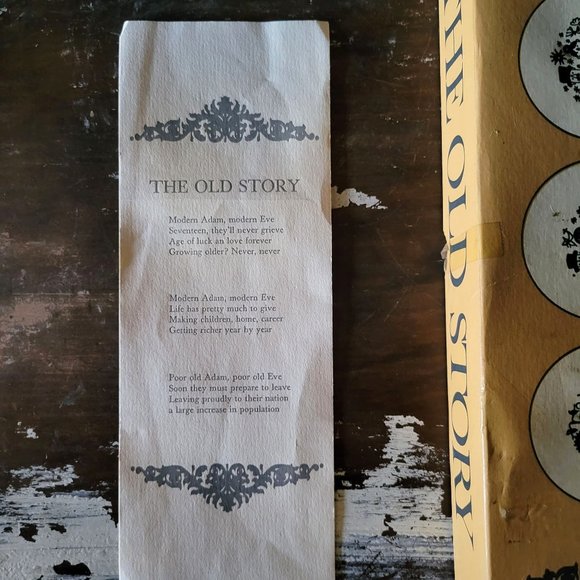 THE OLD STORY
Modern Adam, modern Eve
Seventeen, they'll never grieve
Age of luck an love forever
Growing older? Never, never
Modern Adam, modern Eve
Life has pretty much to give
Making children, home, career
Getting richer year by year
Poor old Adam, poor old Eve
Soon they must prepare to leave
Leaving proudly to their nation
a large increase in population
THE OLD STORY